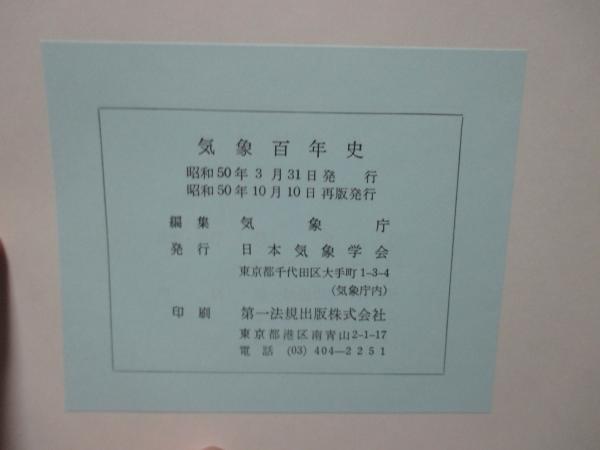 気象百年史
昭和50年3月31日発行
昭和50年10月10日再版発行
編集 気象庁
発行 日本気象学会
東京都千代田区大手町1-3-4
(気象庁内)
印刷 第一法規出版株式会社
東京都港区南青山2-1-17
電話 (03) 404―2251